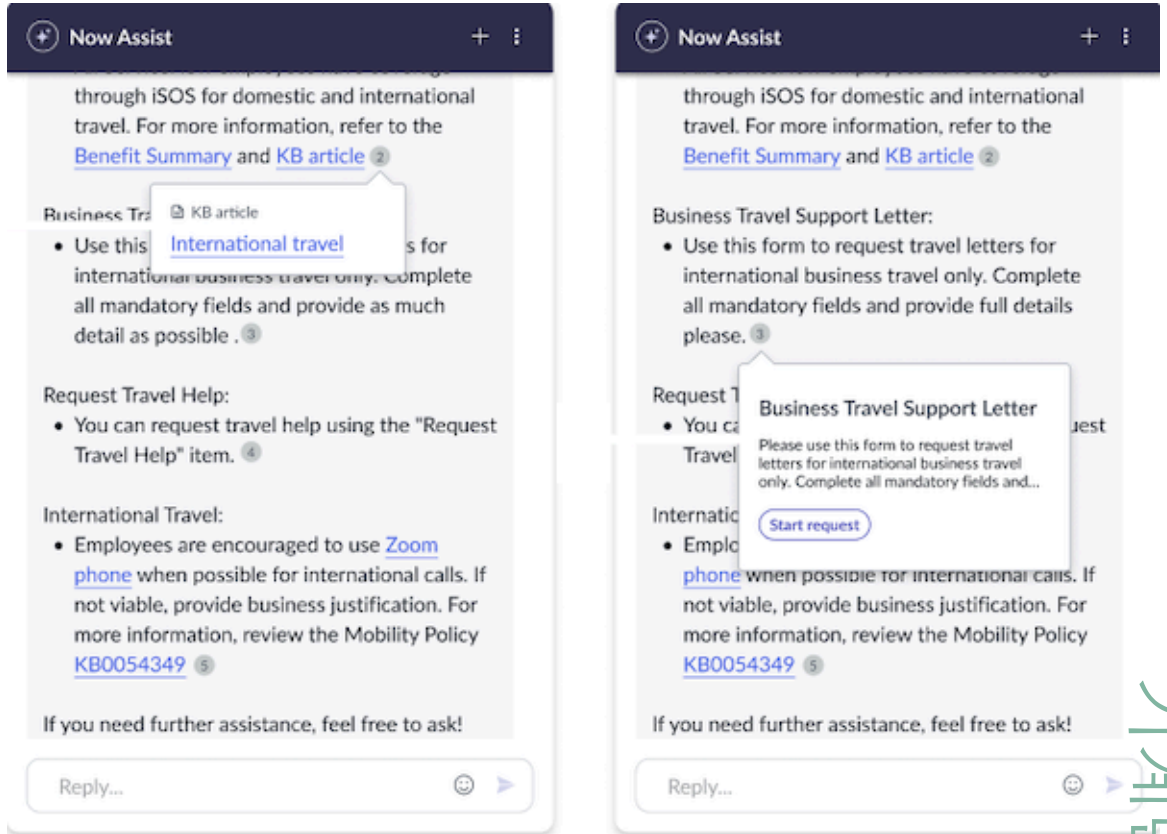 Now Assist
through iSOS for domestic and international
travel. For more information, refer to the
Benefit Summary and KB article 2
KB article
International travel
Business Tra
• Use this s for
international business travel only. Complete
all mandatory fields and provide as much
detail as possible . 3
Request Travel Help:
• You can request travel help using the "Request
Travel Help" item. 4
International Travel:
• Employees are encouraged to use Zoom
phone when possible for international calls. If
not viable, provide business justification. For
more information, review the Mobility Policy
KB0054349 5
If you need further assistance, feel free to ask!
Reply...
Now Assist
through iSOS for domestic and international
travel. For more information, refer to the
Benefit Summary and KB article 2
Business Travel Support Letter:
• Use this form to request travel letters for
international business travel only. Complete
all mandatory fields and provide full details
please. 3
Business Travel Support Letter
Please use this form to request travel
letters for international business travel
only. Complete all mandatory fields and...
Start request
Request T
• You ca uest
Travel
Internatio
• Emplo
phone when possible for international calls. If
not viable, provide business justification. For
more information, review the Mobility Policy
KB0054349 5
If you need further assistance, feel free to ask!
Reply...